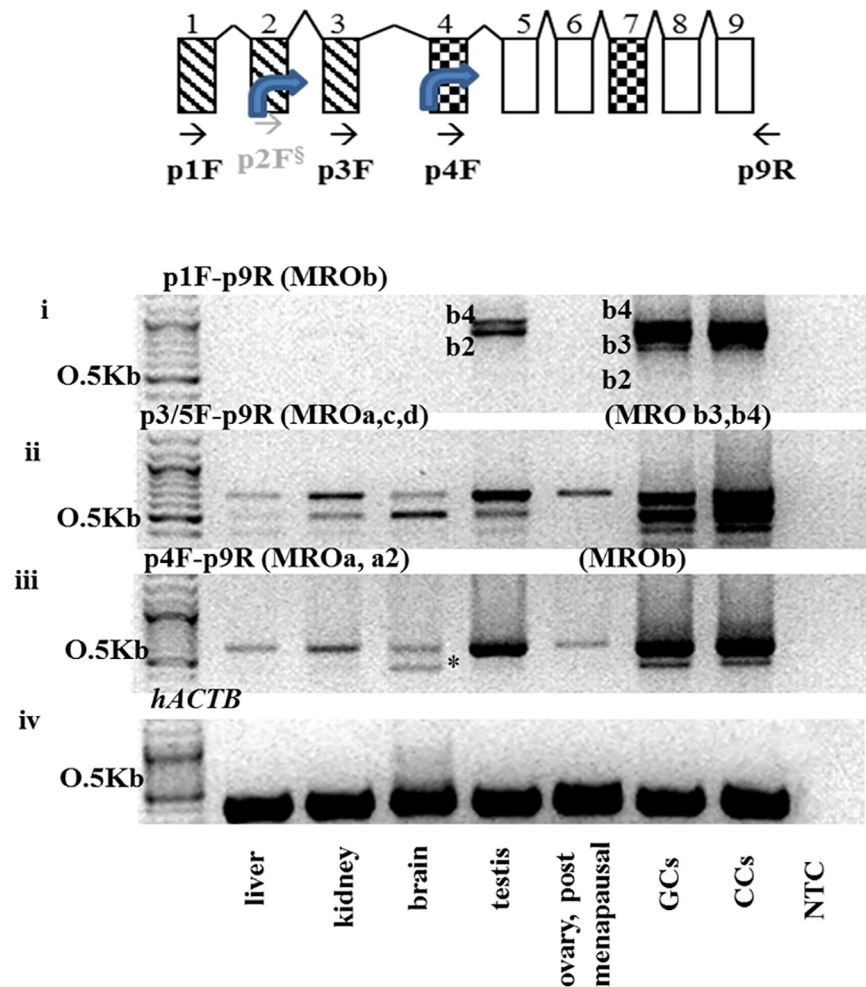 1 2 3 4 5 6 7 8 9
p1F p2F§ p3F p4F p9R
p1F-p9R (MROb)
i
b4 b4
b2 b3
O.5Kb b2
p3/5F-p9R (MROa,c,d) (MRO b3,b4)
ii
O.5Kb
p4F-p9R (MROa, a2) (MROb)
iii
O.5Kb
*
hACTB
iv
O.5Kb
liver
kidney
brain
testis
ovary, post
menapausal
GCs
CCs
NTC